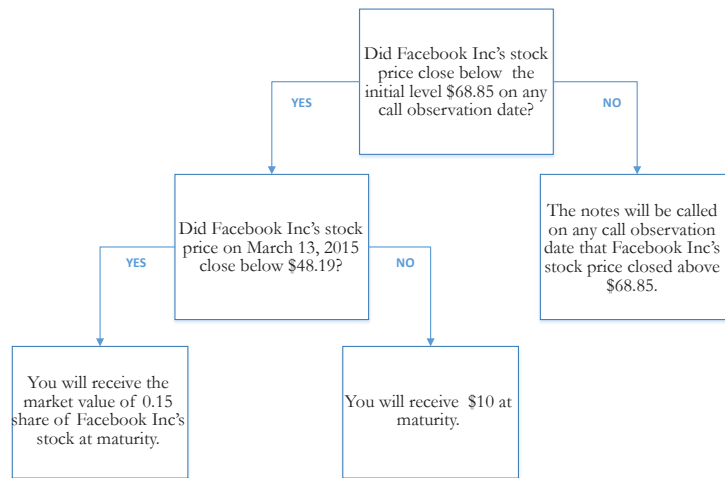 Did Facebook Inc's stock
price close below the
initial level $68.85 on any
call observation date?
YES
NO
Did Facebook Inc's stock
price on March 13, 2015
close below $48.19?
The notes will be called
on any call observation
date that Facebook Inc's
stock price closed above
$68.85.
YES
NO
You will receive the
market value of 0.15
share of Facebook Inc's
stock at maturity.
You will receive $10 at
maturity.